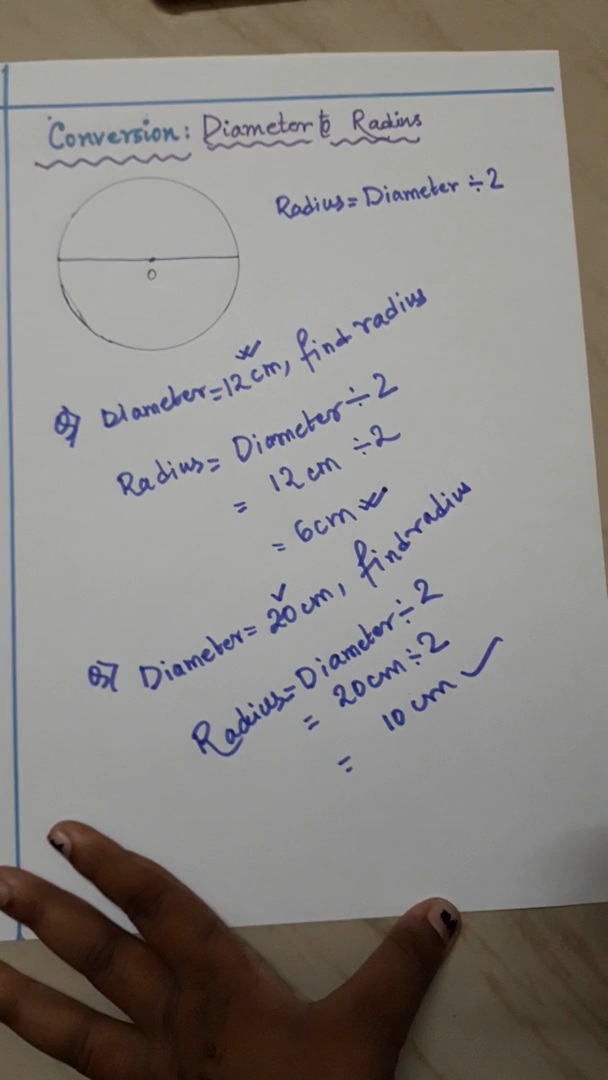 Conversion: Diameter to Radius
Radius = Diameter ÷ 2
O
Q) Diameter = 12 cm, find radius
Radius = Diameter ÷ 2
= 12 cm ÷ 2
= 6 cm
Q) Diameter = 20 cm, find radius
Radius = Diameter ÷ 2
= 20 cm ÷ 2
= 10 cm